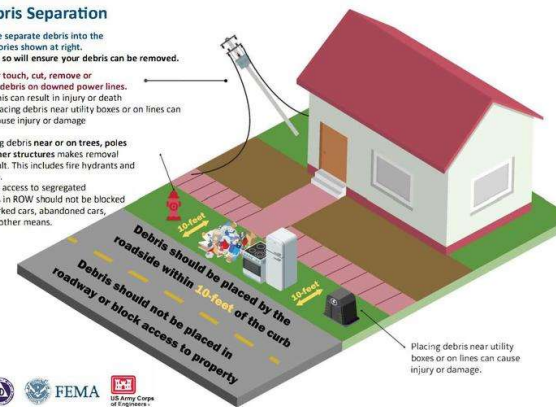 bris Separation
e separate debris into the
ories shown at right.
so will ensure your debris can be removed.
touch, cut, remove or
debris on downed power lines.
his can result in injury or death
lacing debris near utility boxes or on lines can
use injury or damage
g debris near or on trees, poles
her structures makes removal
ult. This includes fire hydrants and
access to segregated
s in ROW should not be blocked
rked cars, abandoned cars,
other means.
10-feet
Debris should be placed by the
roadside within 10-feet of the curb
Debris should not be placed in
roadway or block access to property
10-feet
Placing debris near utility
boxes or on lines can cause
injury or damage.
FEMA
US Army Corps
of Engineers